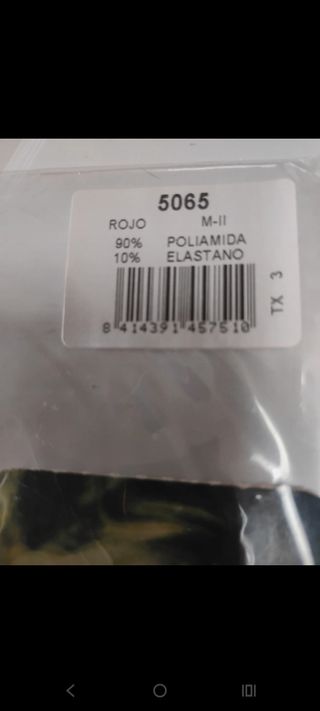 5065
ROJO M-II
90% POLIAMIDA
10% ELASTANO
8 414391 457510
TX 3